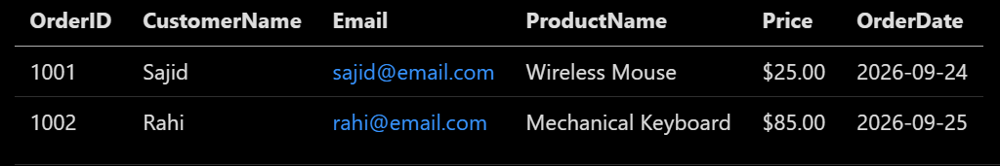 OrderID CustomerName Email ProductName Price OrderDate
1001 Sajid sajid@email.com Wireless Mouse $25.00 2026-09-24
1002 Rahi rahi@email.com Mechanical Keyboard $85.00 2026-09-25